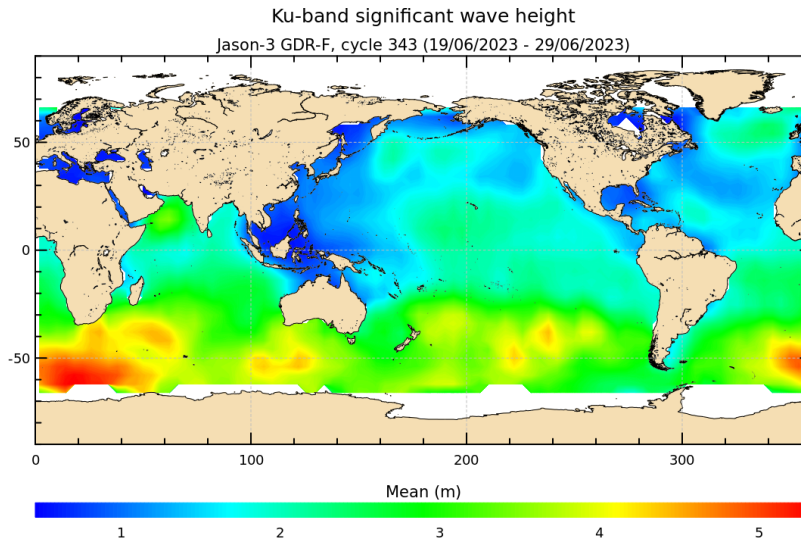 Ku-band significant wave height
Jason-3 GDR-F, cycle 343 (19/06/2023 - 29/06/2023)
50
0
-50
0 100 200 300
Mean (m)
1 2 3 4 5